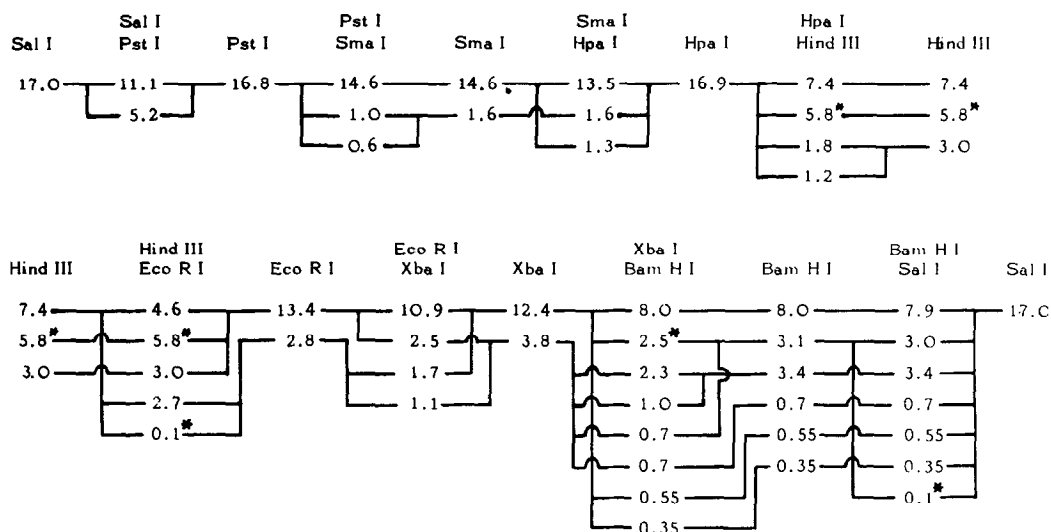 Sal I Pst I Sma I Hpa I
Sal I Pst I Pst I Sma I Sma I Hpa I Hpa I Hind III Hind III
17.0 11.1 16.8 14.6 14.6 13.5 16.9 7.4 7.4
5.2 1.0 1.6 1.6 5.8* 5.8*
0.6 1.3 1.8 3.0
1.2
Hind III Eco R I Xba I Bam H I
Hind III Eco R I Eco R I Xba I Xba I Bam H I Bam H I Sal I Sal I
7.4 4.6 13.4 10.9 12.4 8.0 8.0 7.9 17.0
5.8* 5.8* 2.8 2.5 3.8 2.5* 3.1 3.0
3.0 3.0 1.7 2.3 3.4 3.4
2.7 1.1 1.0 0.7 0.7
0.1* 0.7 0.55 0.55
0.7 0.35 0.35
0.55 0.1*
0.35